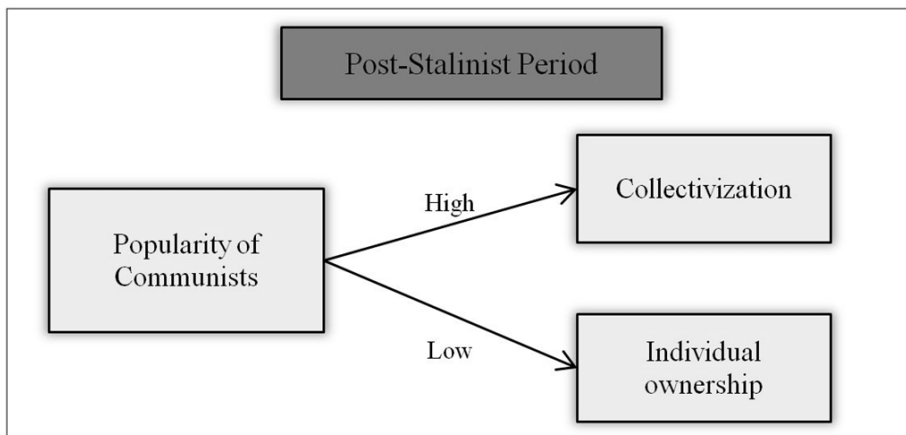 Post-Stalinist Period
High
Collectivization
Popularity of
Communists
Low
Individual
ownership